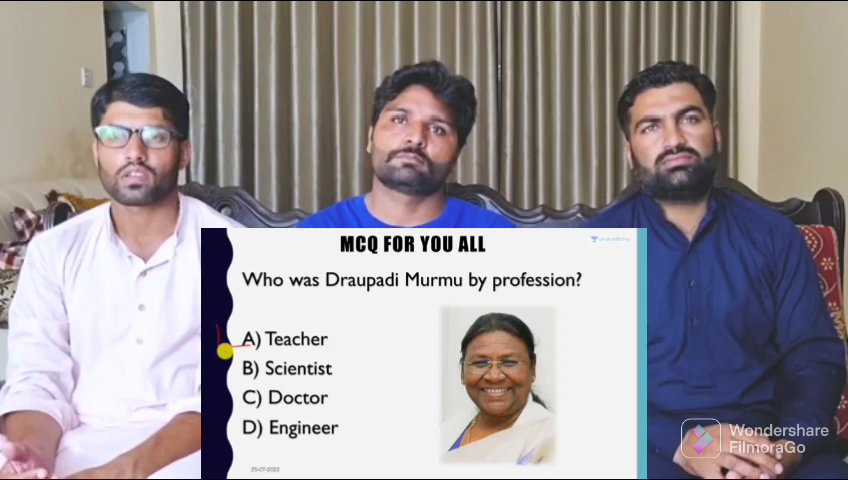 MCQ FOR YOU ALL
Who was Draupadi Murmu by profession?
A) Teacher
B) Scientist
C) Doctor
D) Engineer
Wondershare
FilmoraGo